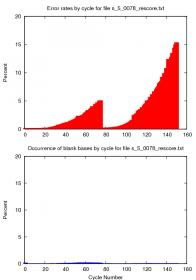 Error rates by cycle for file s_5_0078_rescore.txt
20
15
10
5
0
Percent
0 20 40 60 80 100 120 140 160
Occurrence of blank bases by cycle for file s_5_0078_rescore.txt
20
15
10
5
0
Percent
0 20 40 60 80 100 120 140 160
Cycle Number